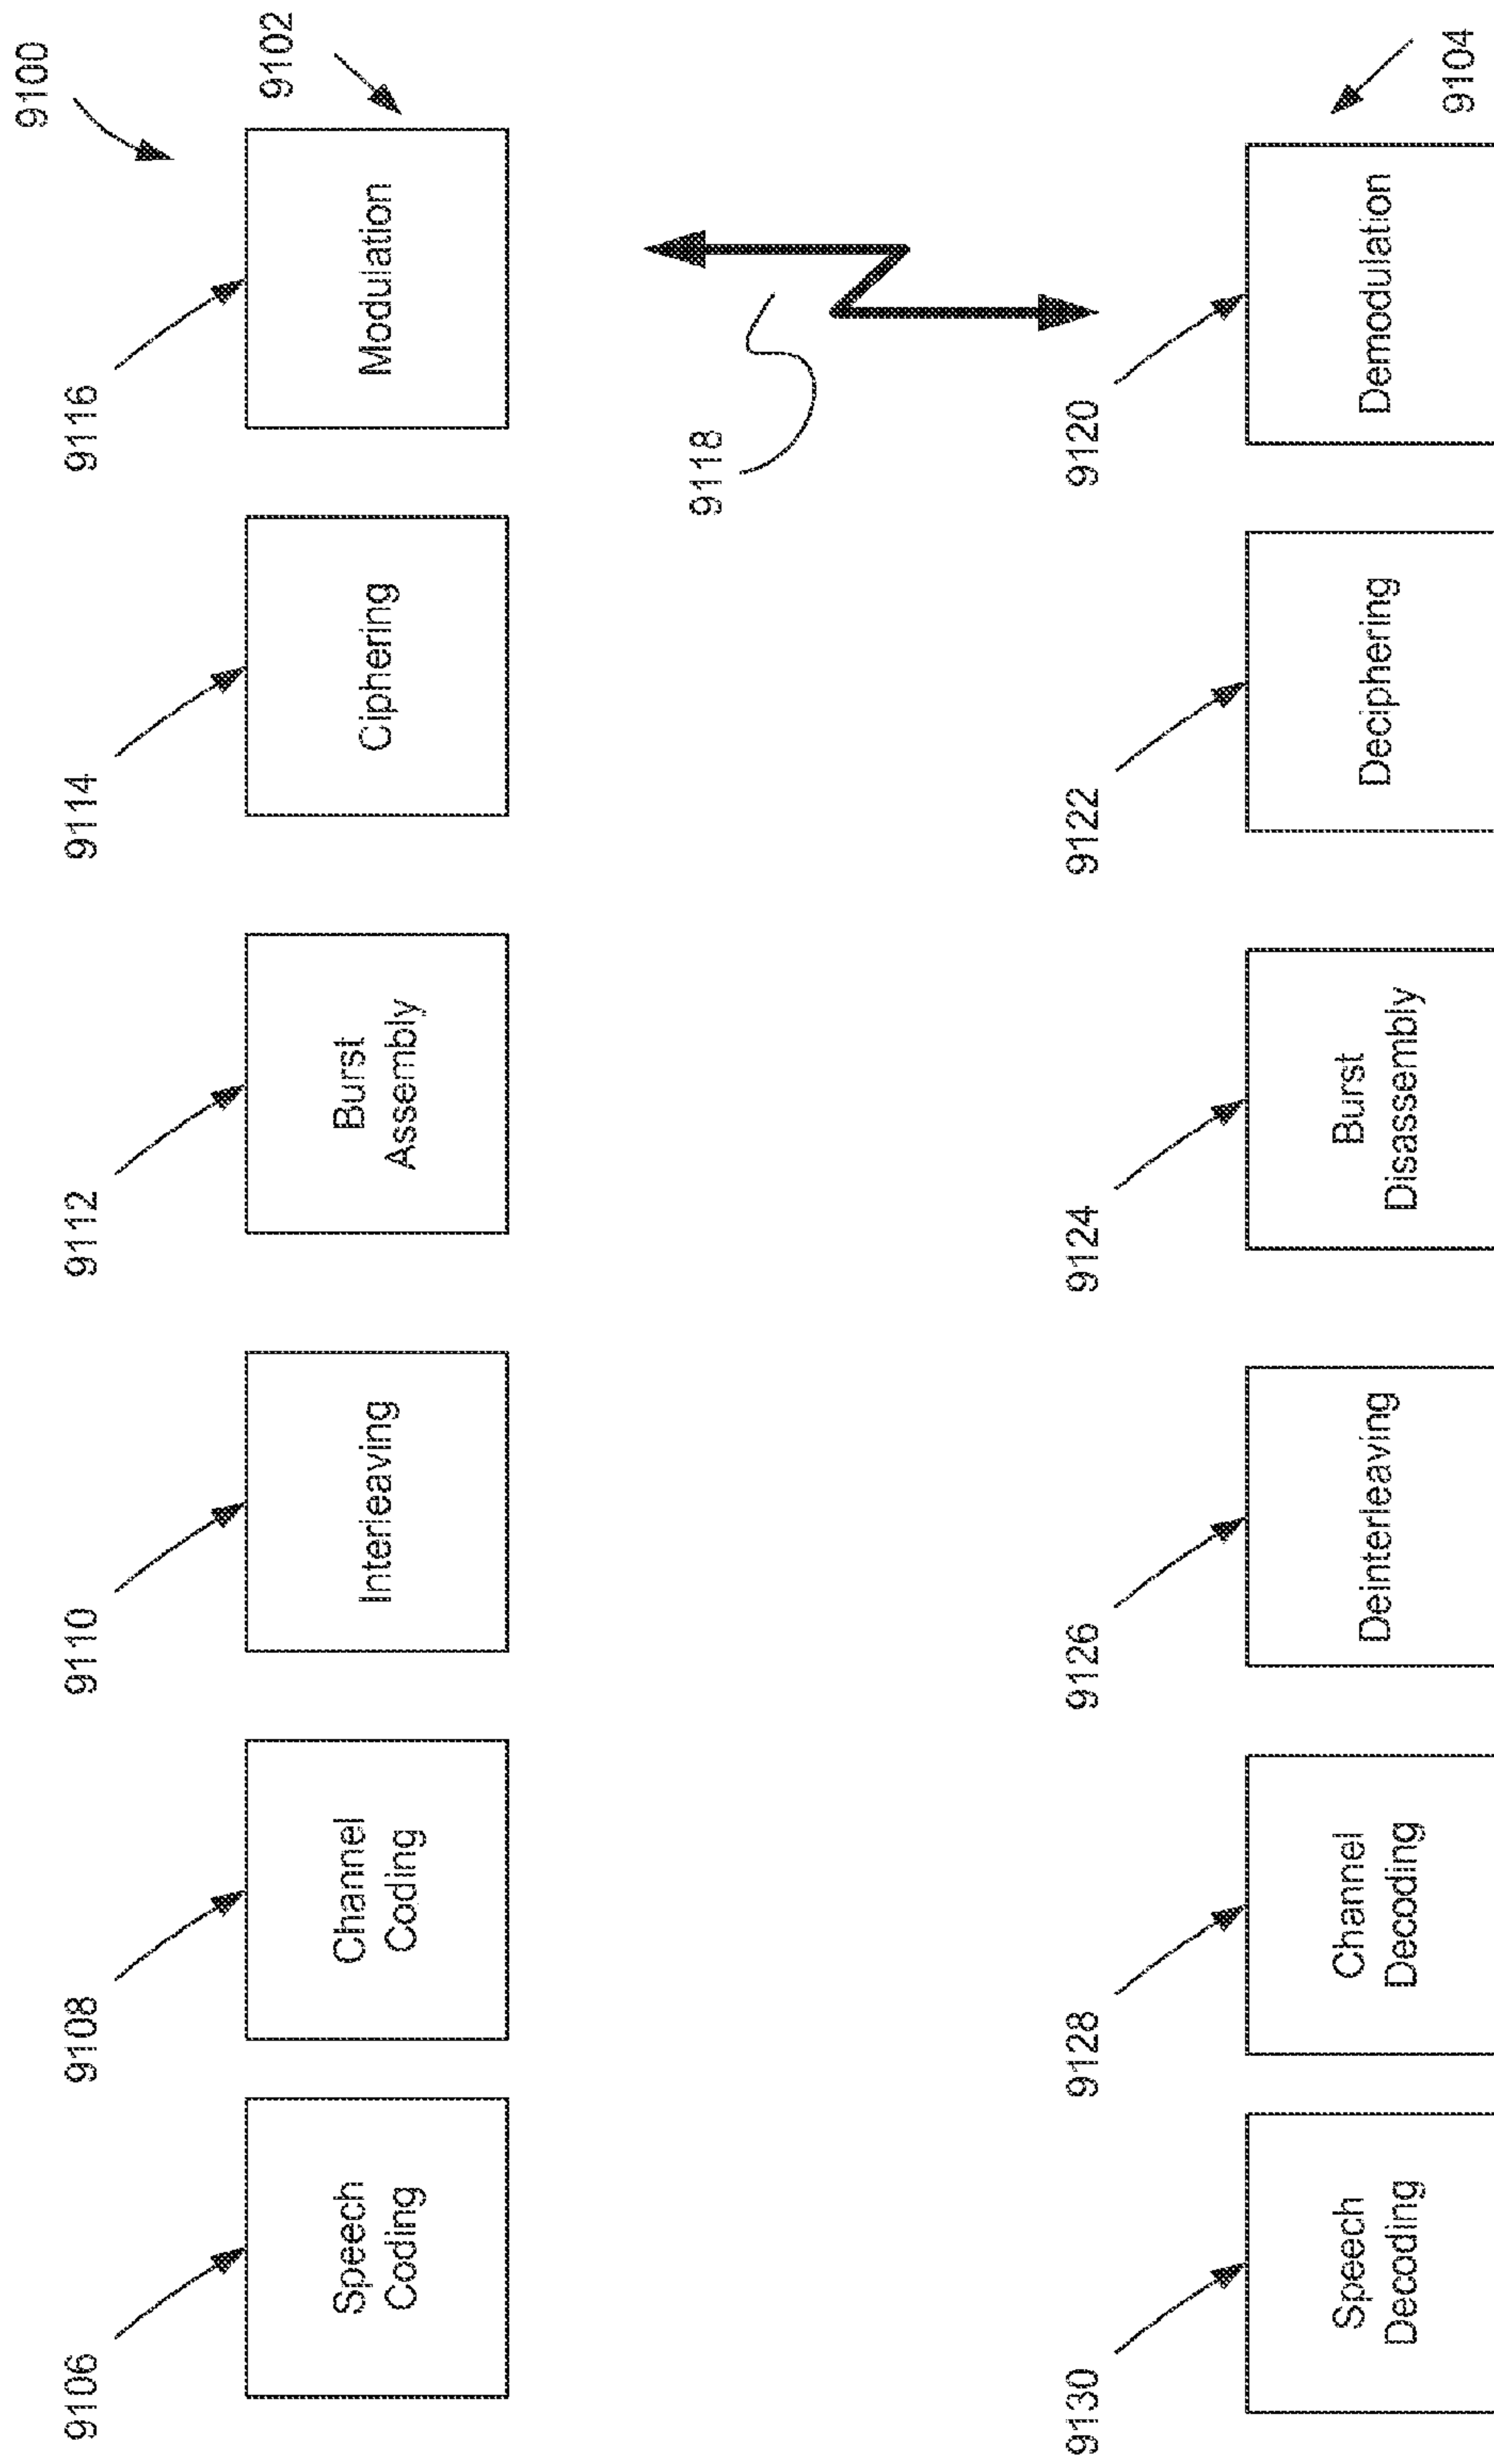 9100
9102
9106
9108
9110
9112
9114
9116
Speech
Coding
Channel
Coding
Interleaving
Burst
Assembly
Ciphering
Modulation
9118
9130
9128
9126
9124
9122
9120
Speech
Decoding
Channel
Decoding
Deinterleaving
Burst
Disassembly
Deciphering
Demodulation
9104